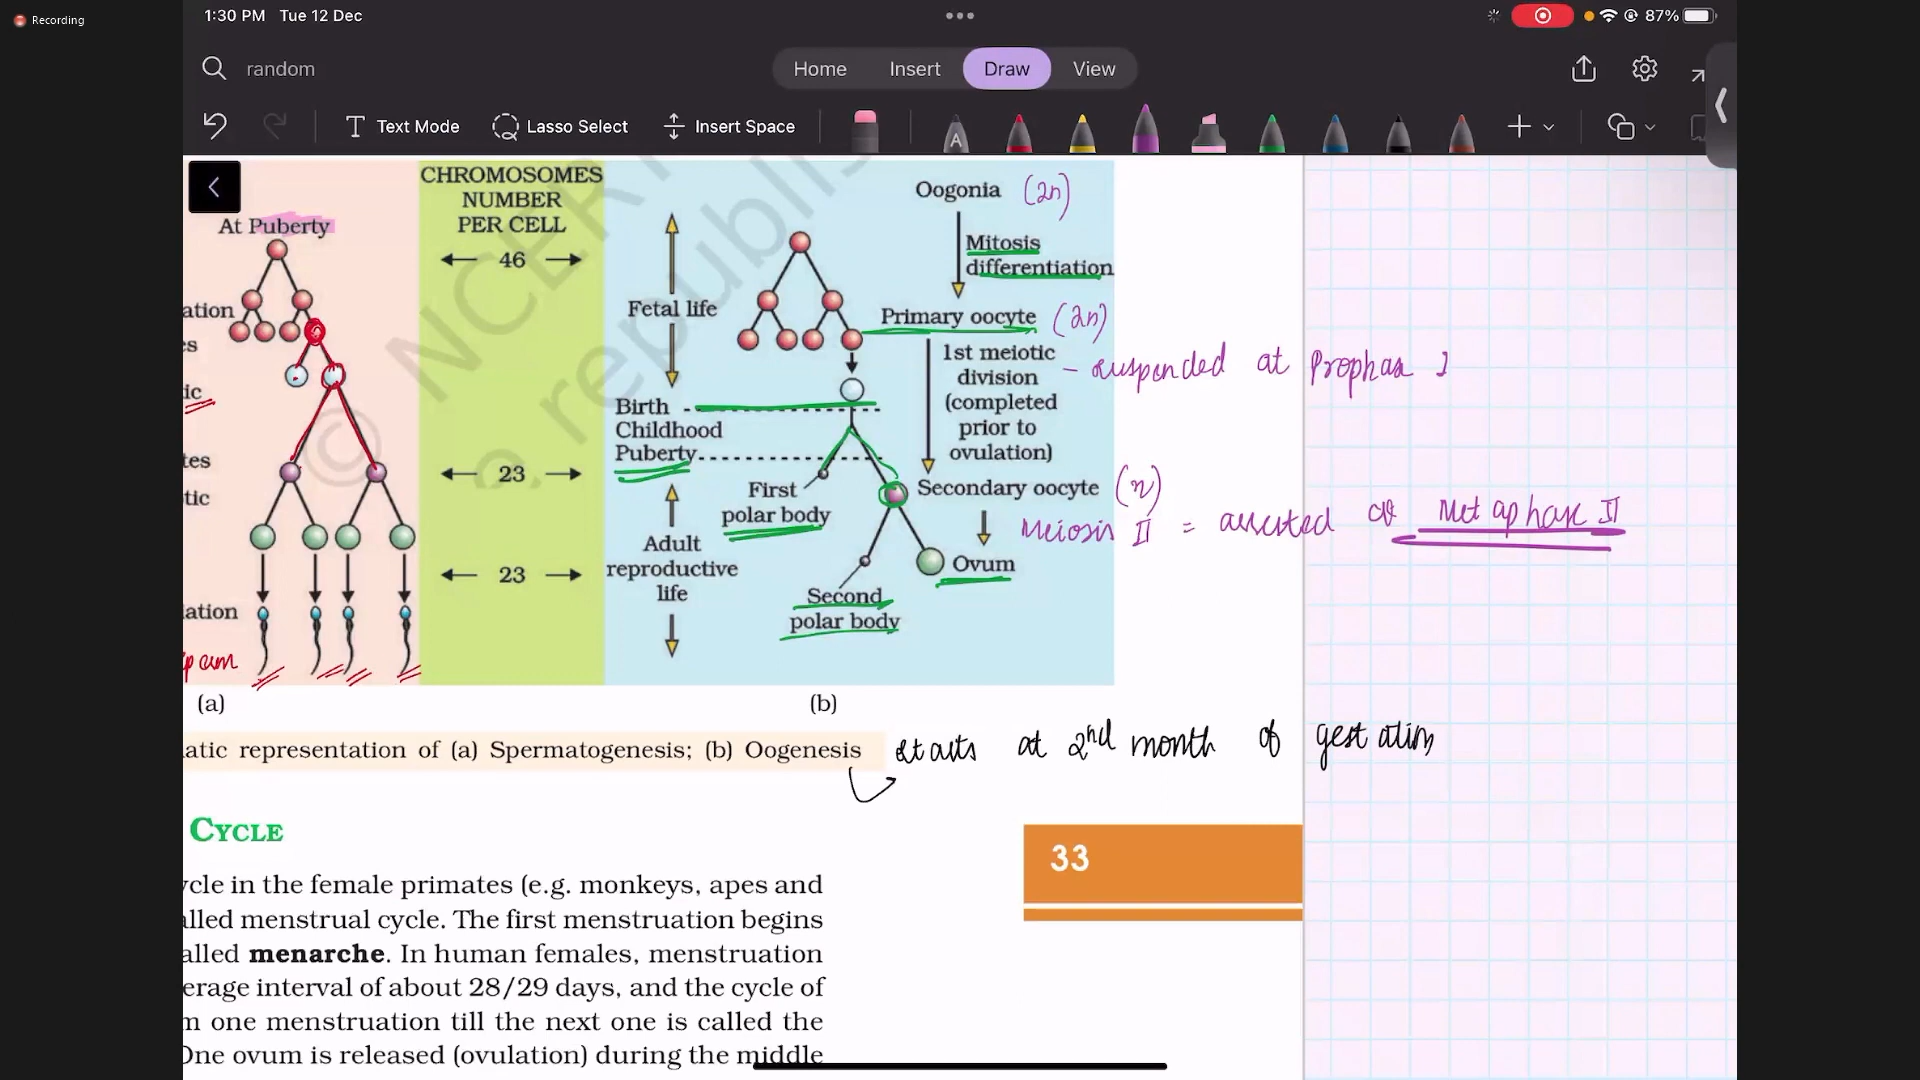 Recording
1:30 PM Tue 12 Dec
87%
random
Home Insert Draw View
Text Mode Lasso Select Insert Space
A
© NCERT
republis
At Puberty
ation
es
ic
tes
tic
lation
(a)
CHROMOSOMES
NUMBER
PER CELL
46
23
23
Fetal life
Birth
Childhood
Puberty
Adult
reproductive
life
First
polar body
Second
polar body
Oogonia (2n)
Mitosis
differentiation
Primary oocyte (2n)
1st meiotic
division
(completed
prior to
ovulation)
- suspended at Prophase I
Secondary oocyte (n)
Meiosis II = arrested at Metaphase II
Ovum
(b)
atic representation of (a) Spermatogenesis; (b) Oogenesis
starts at 2nd month of gestation
CYCLE
33
ycle in the female primates (e.g. monkeys, apes and
alled menstrual cycle. The first menstruation begins
alled menarche. In human females, menstruation
erage interval of about 28/29 days, and the cycle of
m one menstruation till the next one is called the
One ovum is released (ovulation) during the middle